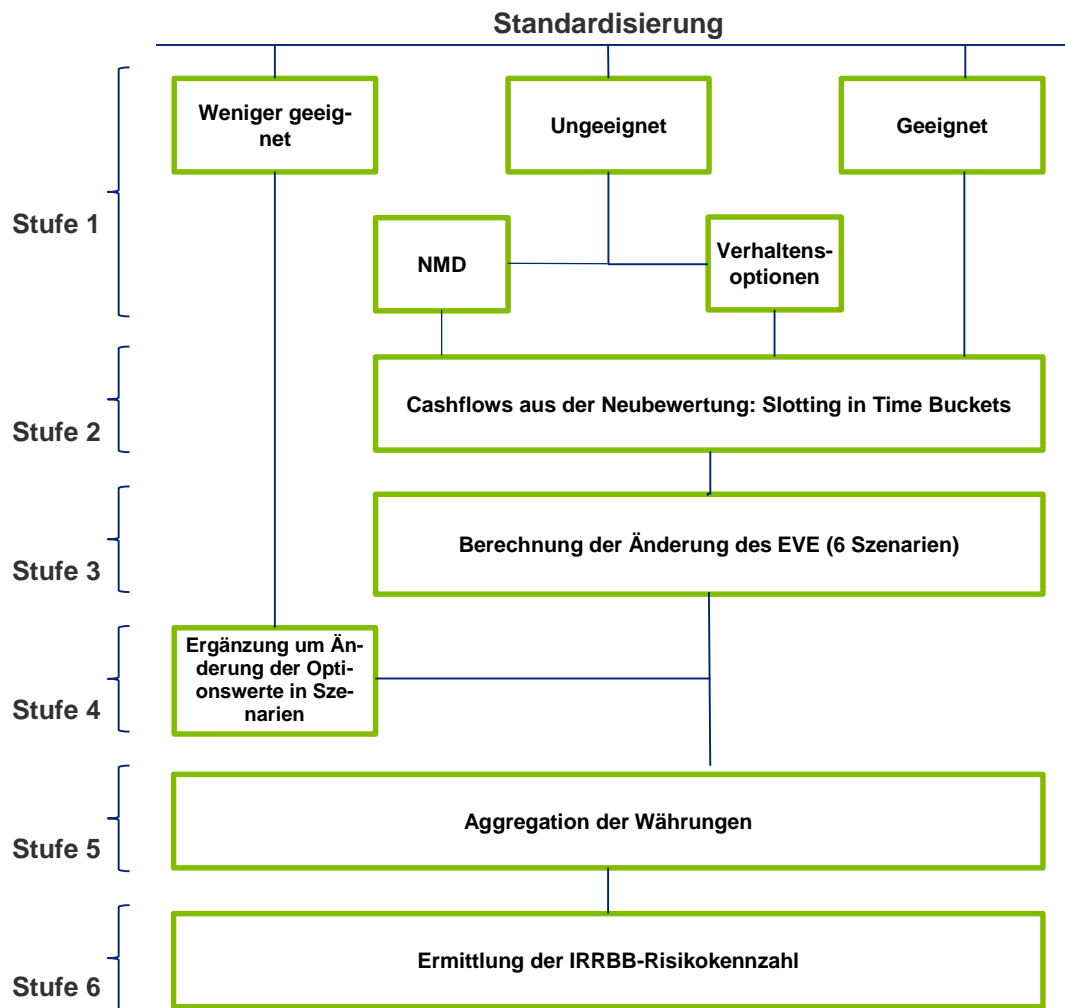 Standardisierung
Weniger geeig-
net
Ungeeignet
Geeignet
Stufe 1
NMD
Verhaltens-
optionen
Cashflows aus der Neubewertung: Slotting in Time Buckets
Stufe 2
Berechnung der Änderung des EVE (6 Szenarien)
Stufe 3
Ergänzung um Än-
derung der Opti-
onswerte in Sze-
narien
Stufe 4
Aggregation der Währungen
Stufe 5
Ermittlung der IRRBB-Risikokennzahl
Stufe 6